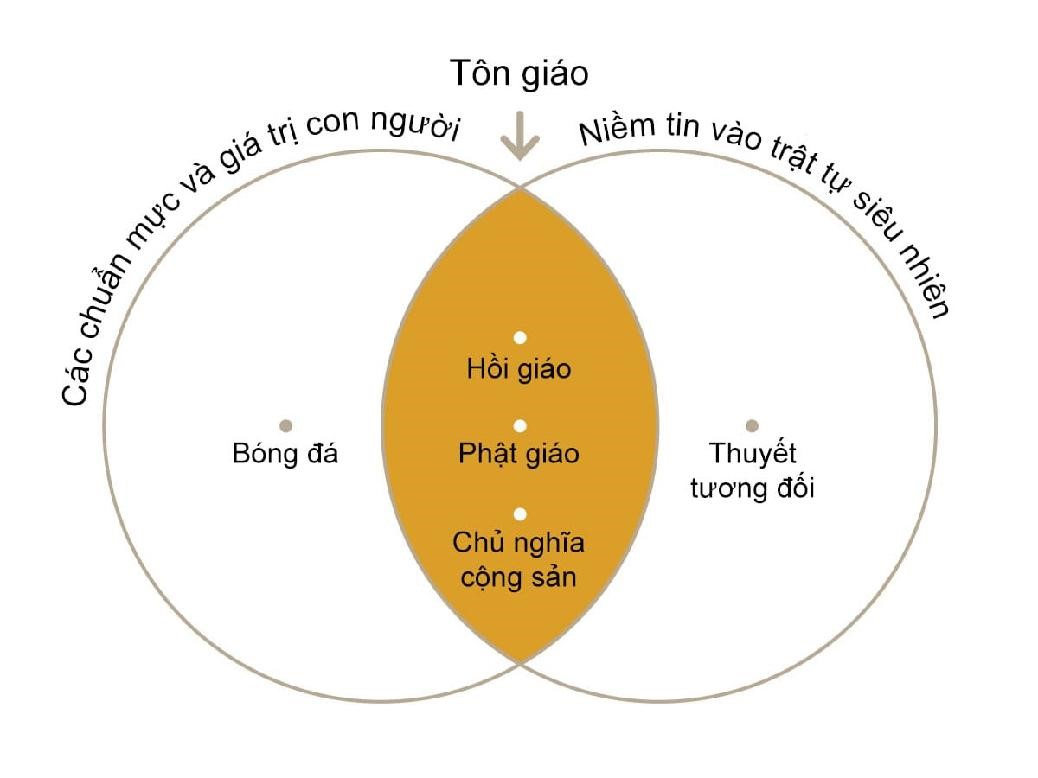 Tôn giáo
Các chuẩn mực và giá trị con người
Niềm tin vào trật tự siêu nhiên
Hồi giáo
Bóng đá
Phật giáo
Thuyết
tương đối
Chủ nghĩa
cộng sản